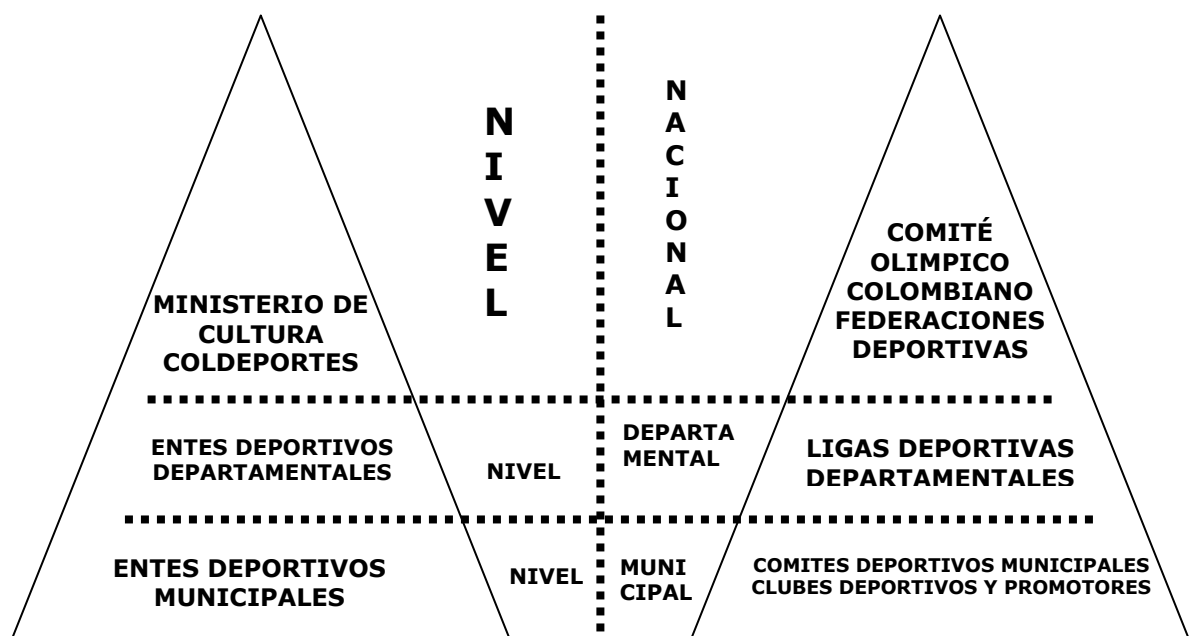 N
I
V
E
L
N
A
C
I
O
N
A
L
MINISTERIO DE
CULTURA
COLDEPORTES
COMITÉ
OLIMPICO
COLOMBIANO
FEDERACIONES
DEPORTIVAS
ENTES DEPORTIVOS
DEPARTAMENTALES
NIVEL
DEPARTA
MENTAL
LIGAS DEPORTIVAS
DEPARTAMENTALES
ENTES DEPORTIVOS
MUNICIPALES
NIVEL
MUNI
CIPAL
COMITES DEPORTIVOS MUNICIPALES
CLUBES DEPORTIVOS Y PROMOTORES